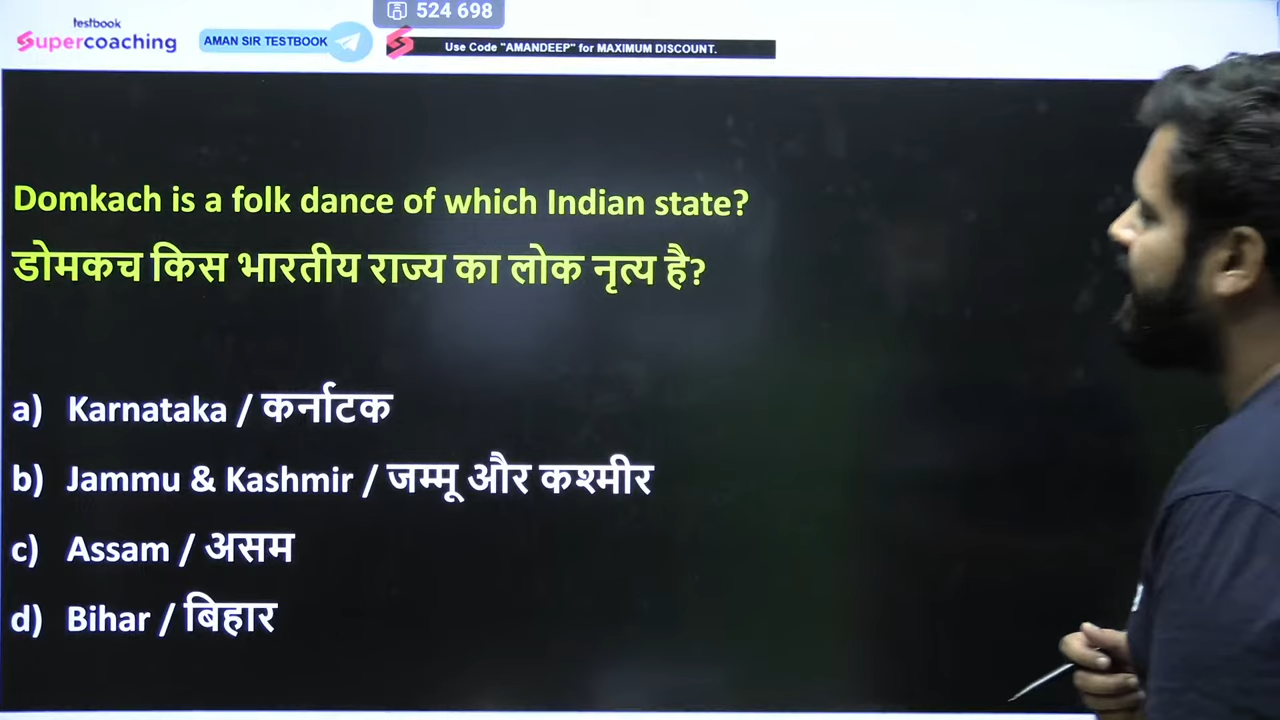 524 698
testbook
Supercoaching
AMAN SIR TESTBOOK
Use Code "AMANDEEP" for MAXIMUM DISCOUNT.
Domkach is a folk dance of which Indian state?
डोमकच किस भारतीय राज्य का लोक नृत्य है?
a) Karnataka / कर्नाटक
b) Jammu & Kashmir / जम्मू और कश्मीर
c) Assam / असम
d) Bihar / बिहार